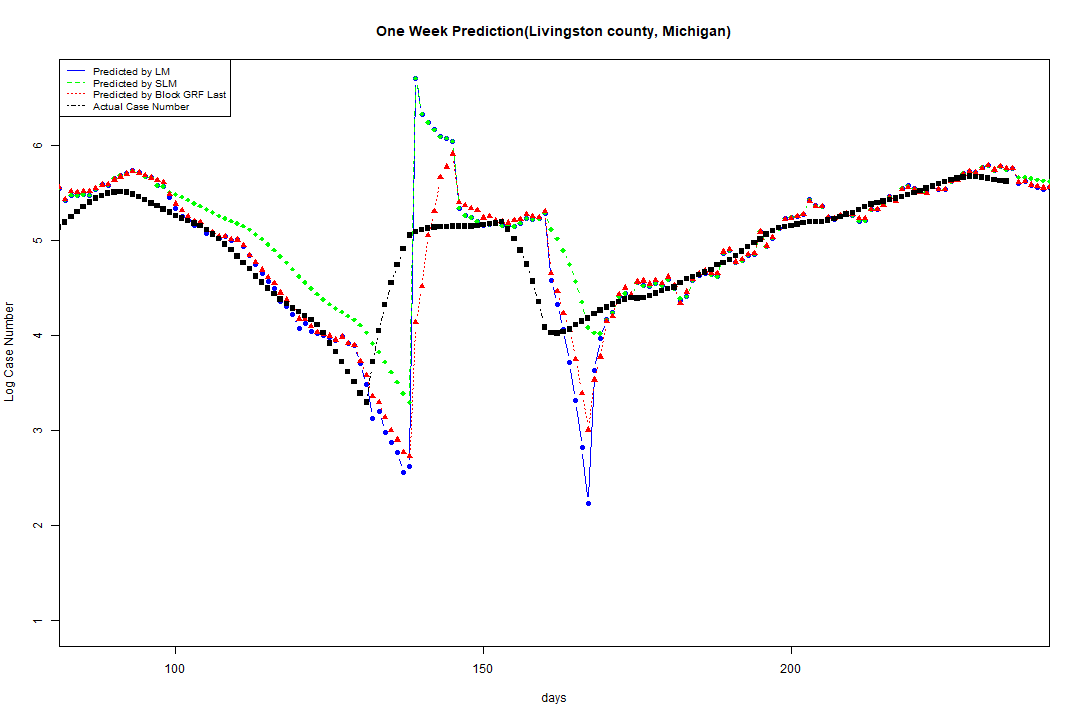 One Week Prediction(Livingston county, Michigan)
Predicted by LM
Predicted by SLM
Predicted by Block GRF Last
Actual Case Number
6
5
4
3
2
1
Log Case Number
100 150 200
days